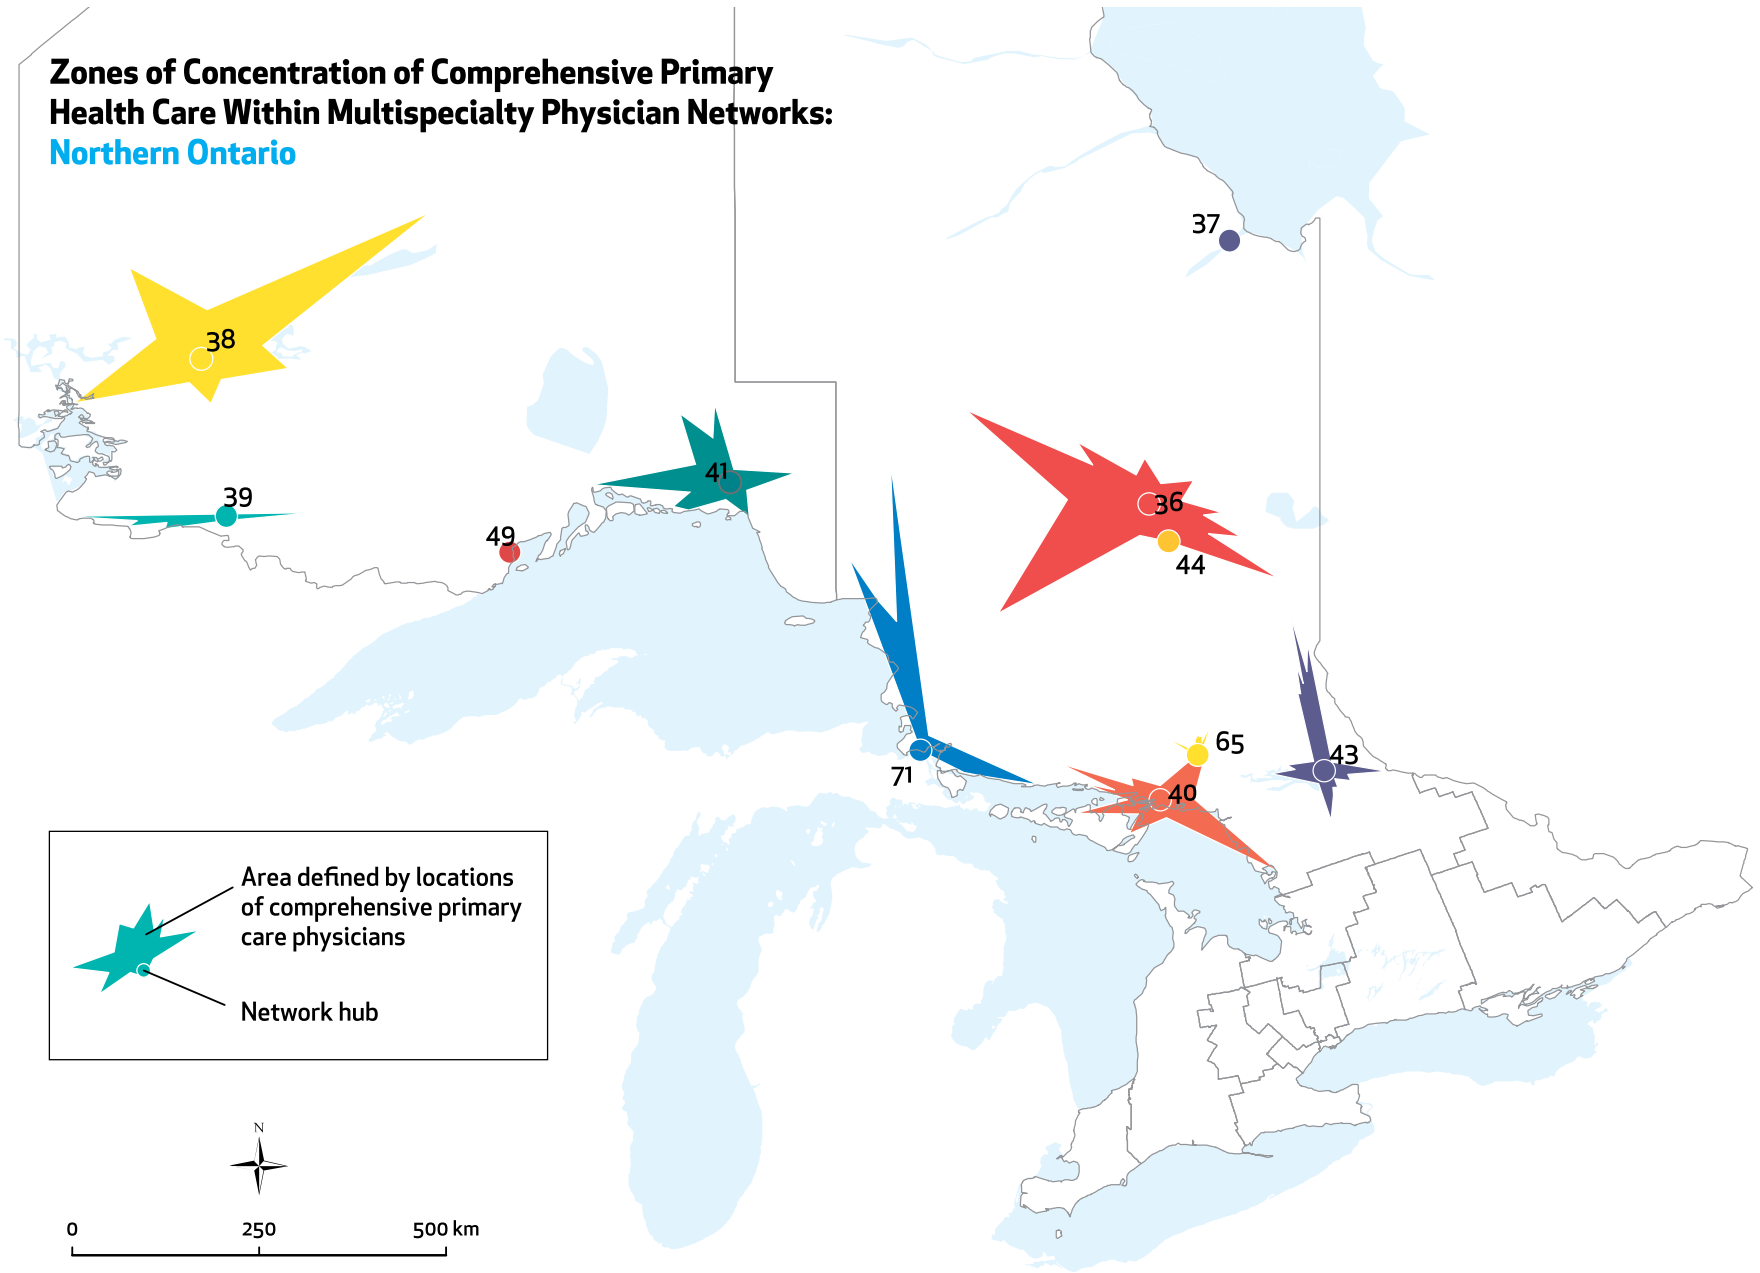 Zones of Concentration of Comprehensive Primary
Health Care Within Multispecialty Physician Networks:
Northern Ontario
37
38
41
39
36
49
44
65
43
71
40
Area defined by locations
of comprehensive primary
care physicians
Network hub
N
0 250 500 km